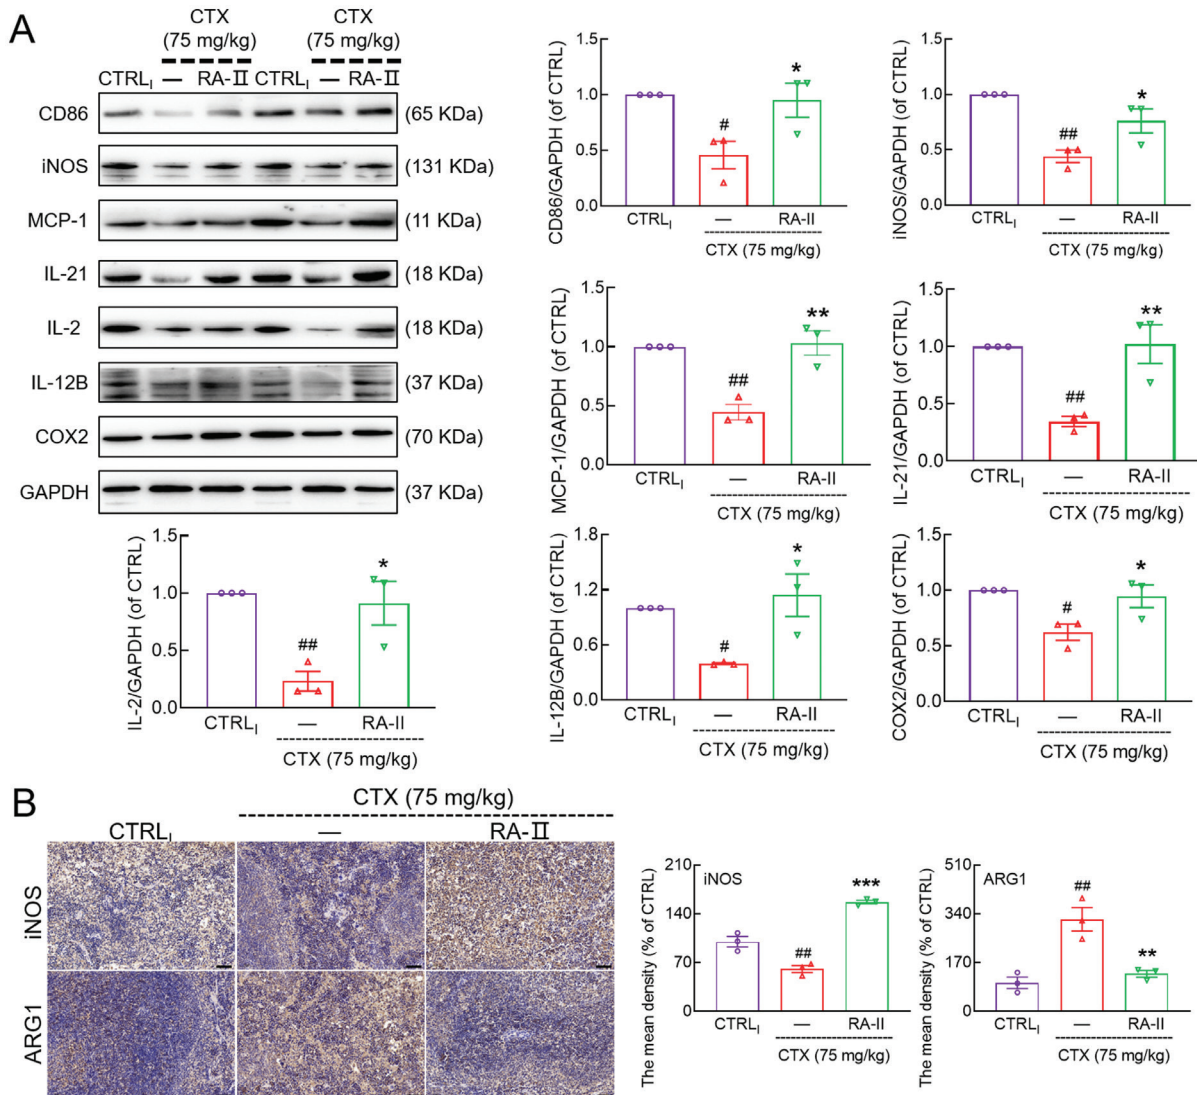 A
CTX
(75 mg/kg)
CTX
(75 mg/kg)
CTRLI — RA-II CTRLI — RA-II
CD86 (65 KDa)
iNOS (131 KDa)
MCP-1 (11 KDa)
IL-21 (18 KDa)
IL-2 (18 KDa)
IL-12B (37 KDa)
COX2 (70 KDa)
GAPDH (37 KDa)
CD86/GAPDH (of CTRL)
1.5
1.0
0.5
0.0
#
*
CTRLI — RA-II
CTX (75 mg/kg)
iNOS/GAPDH (of CTRL)
1.5
1.0
0.5
0.0
##
*
CTRLI — RA-II
CTX (75 mg/kg)
MCP-1/GAPDH (of CTRL)
1.5
1.0
0.5
0.0
##
**
CTRLI — RA-II
CTX (75 mg/kg)
IL-21/GAPDH (of CTRL)
1.5
1.0
0.5
0.0
##
**
CTRLI — RA-II
CTX (75 mg/kg)
IL-2/GAPDH (of CTRL)
1.5
1.0
0.5
0.0
##
*
CTRLI — RA-II
CTX (75 mg/kg)
IL-12B/GAPDH (of CTRL)
1.8
1.2
0.6
0.0
#
*
CTRLI — RA-II
CTX (75 mg/kg)
COX2/GAPDH (of CTRL)
1.5
1.0
0.5
0.0
#
*
CTRLI — RA-II
CTX (75 mg/kg)
B
CTX (75 mg/kg)
CTRLI — RA-II
iNOS
ARG1
The mean density (% of CTRL)
210
140
70
0
iNOS
##
***
CTRLI — RA-II
CTX (75 mg/kg)
The mean density (% of CTRL)
510
340
170
0
ARG1
##
**
CTRLI — RA-II
CTX (75 mg/kg)